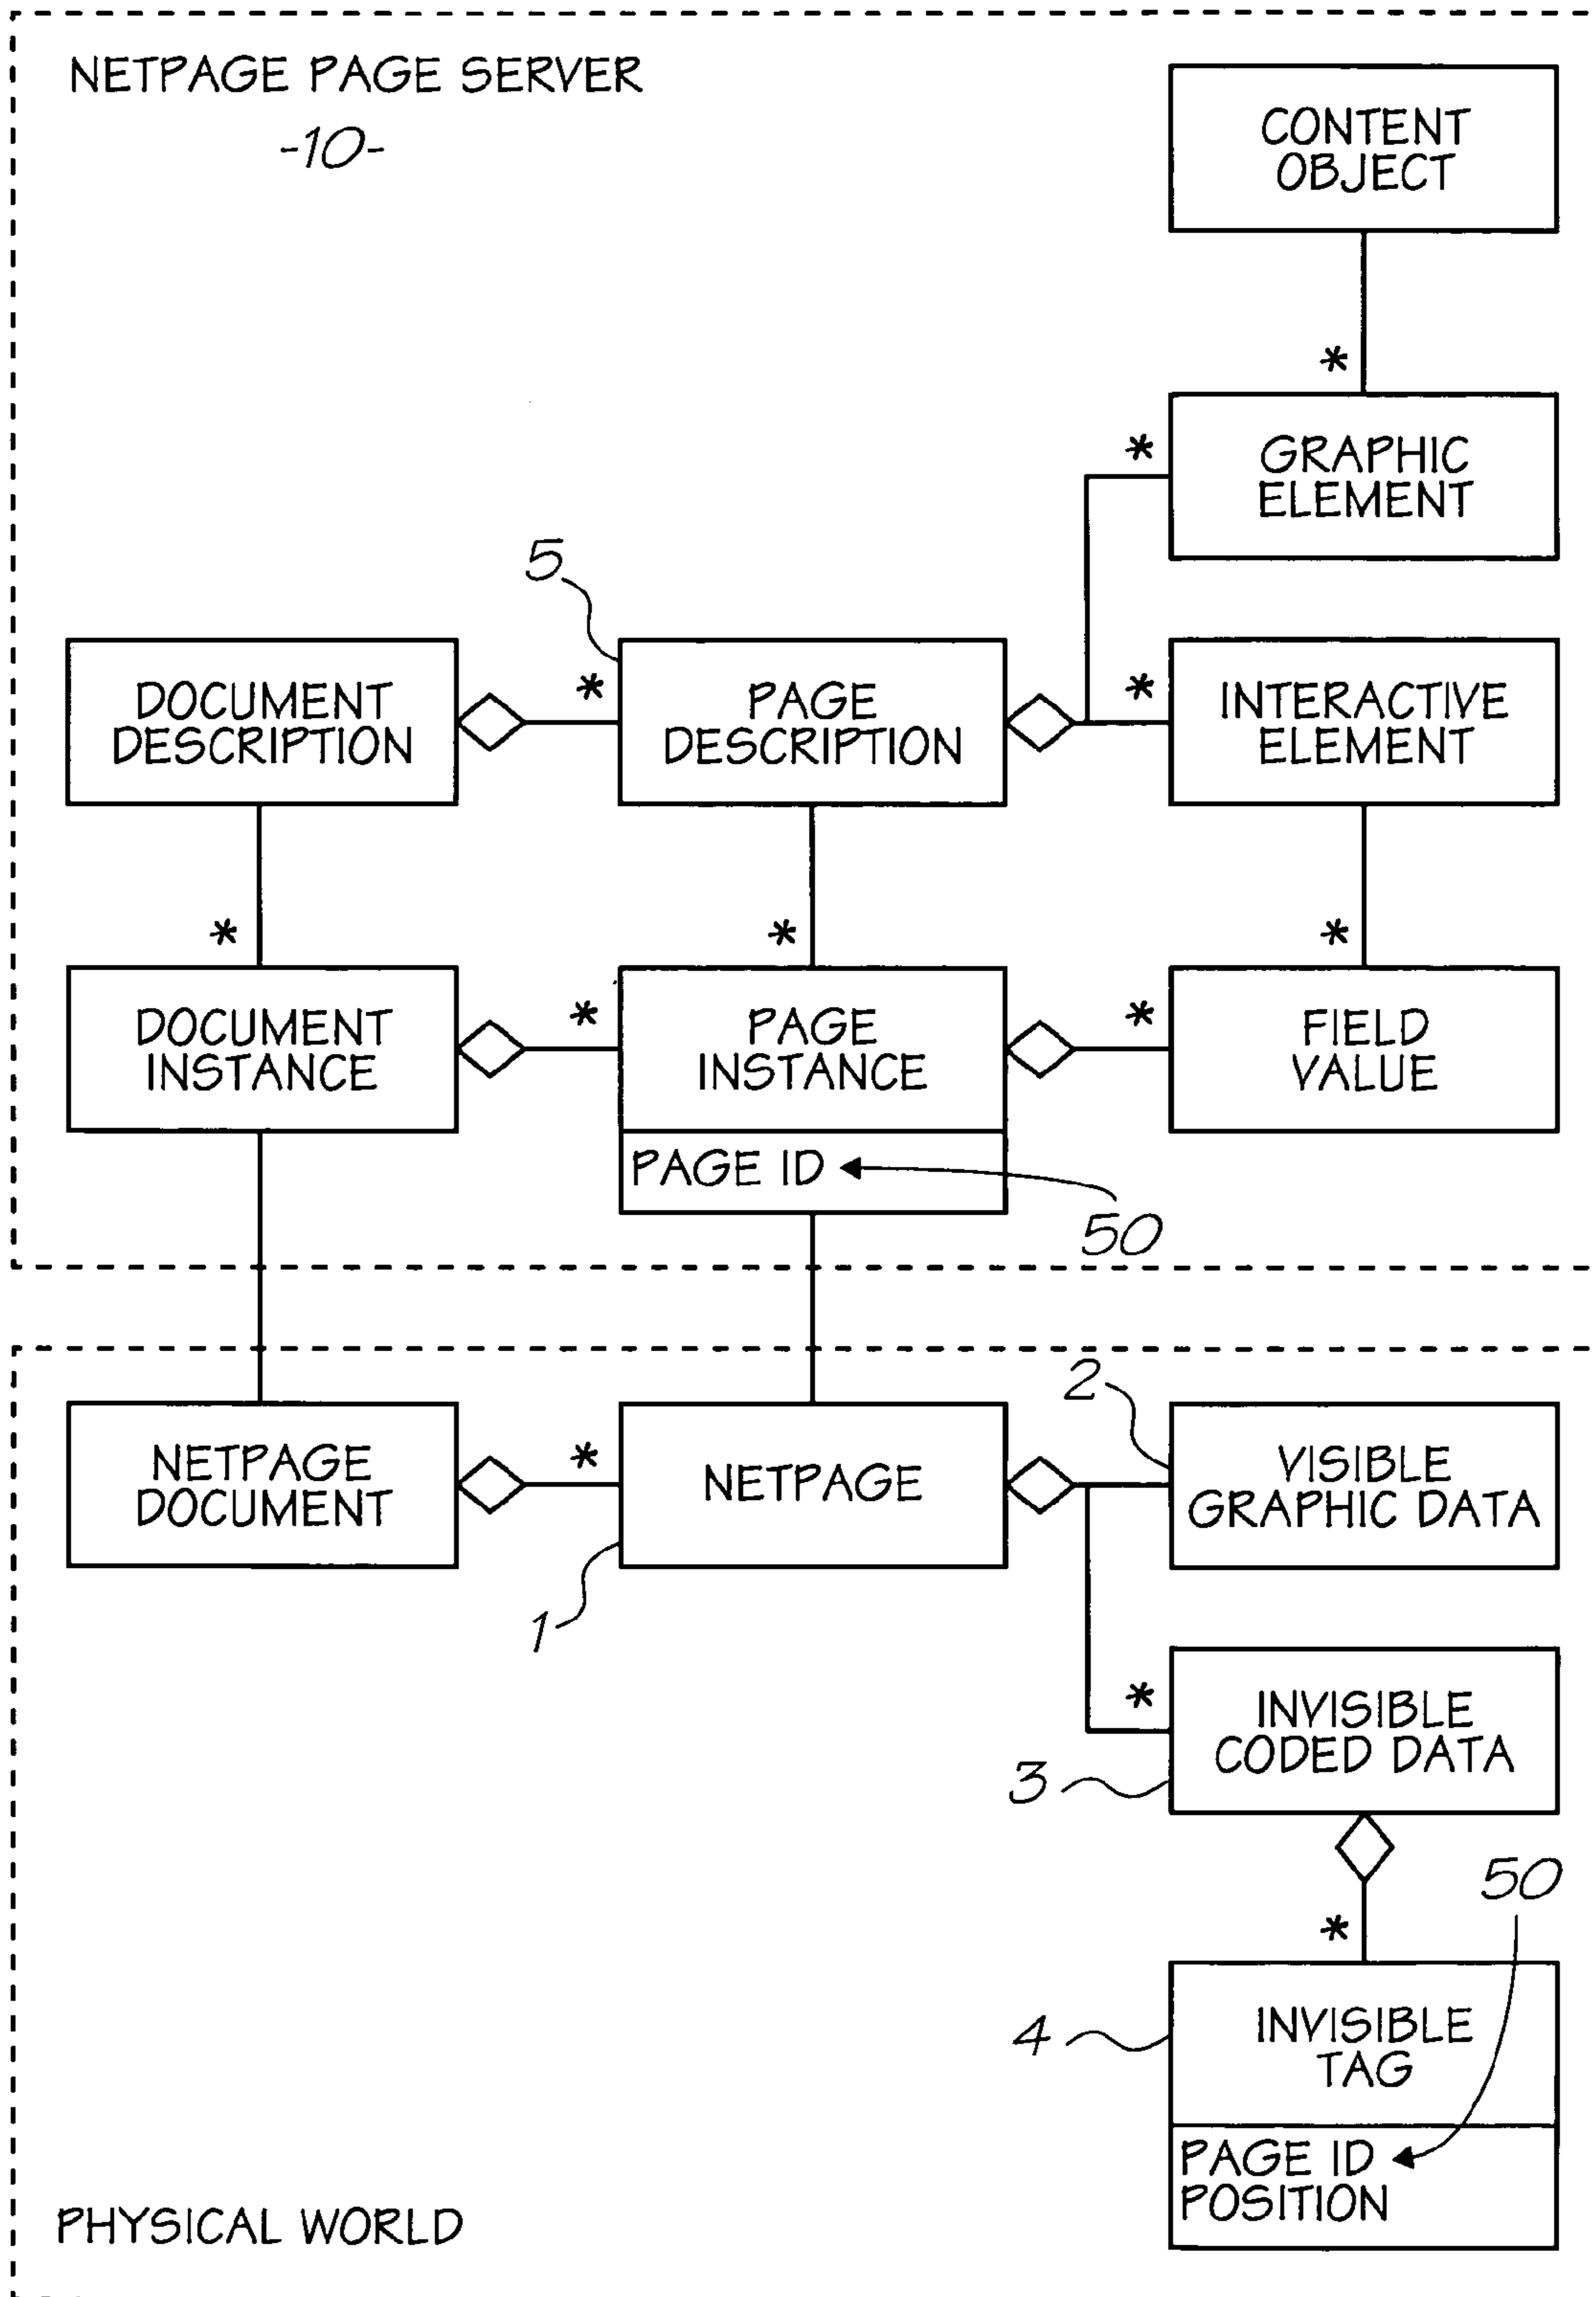 NETPAGE PAGE SERVER
-10-
CONTENT
OBJECT
*
*
GRAPHIC
ELEMENT
5
DOCUMENT
DESCRIPTION
*
PAGE
DESCRIPTION
*
INTERACTIVE
ELEMENT
*
*
*
DOCUMENT
INSTANCE
*
PAGE
INSTANCE
*
FIELD
VALUE
PAGE ID
50
2
NETPAGE
DOCUMENT
*
NETPAGE
VISIBLE
GRAPHIC DATA
1
*
INVISIBLE
CODED DATA
3
50
*
4
INVISIBLE
TAG
PAGE ID
POSITION
PHYSICAL WORLD